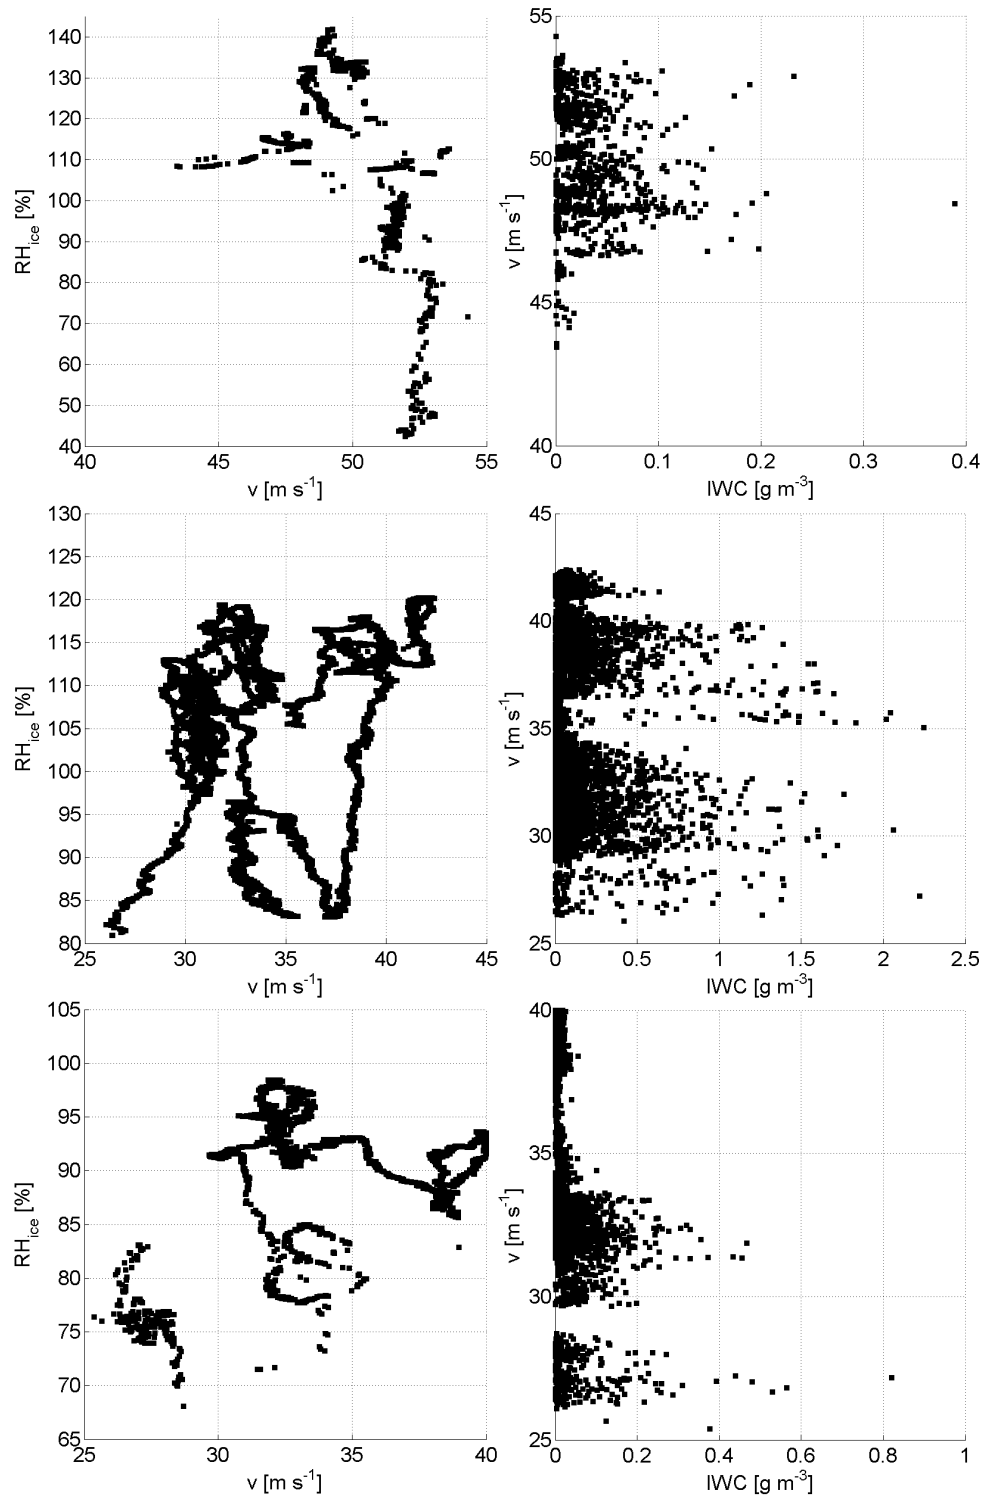 140
130
120
110
100
90
80
70
60
50
40
RH_ice [%]
40 45 50 55
v [m s⁻¹]
55
50
45
40
v [m s⁻¹]
0 0.1 0.2 0.3 0.4
IWC [g m⁻³]
130
125
120
115
110
105
100
95
90
85
80
RH_ice [%]
25 30 35 40 45
v [m s⁻¹]
45
40
35
30
25
v [m s⁻¹]
0 0.5 1 1.5 2 2.5
IWC [g m⁻³]
105
100
95
90
85
80
75
70
65
RH_ice [%]
25 30 35 40
v [m s⁻¹]
40
35
30
25
v [m s⁻¹]
0 0.2 0.4 0.6 0.8 1
IWC [g m⁻³]